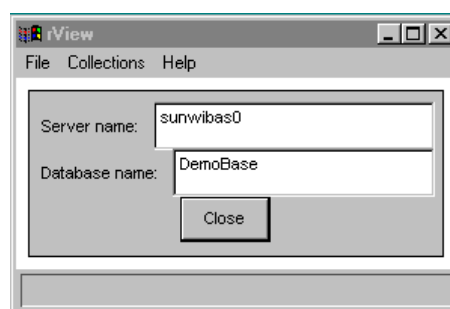 rView
File Collections Help
Server name: sunwibas0
Database name: DemoBase
Close